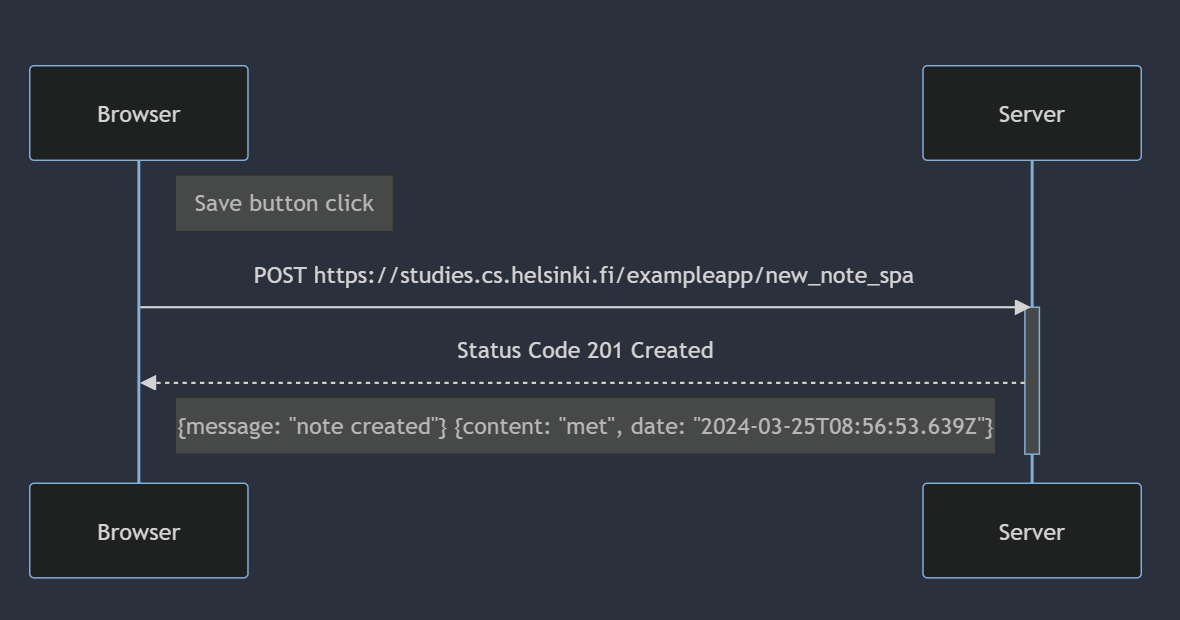 Browser
Server
Save button click
POST https://studies.cs.helsinki.fi/exampleapp/new_note_spa
Status Code 201 Created
{message: "note created"} {content: "met", date: "2024-03-25T08:56:53.639Z"}
Browser
Server